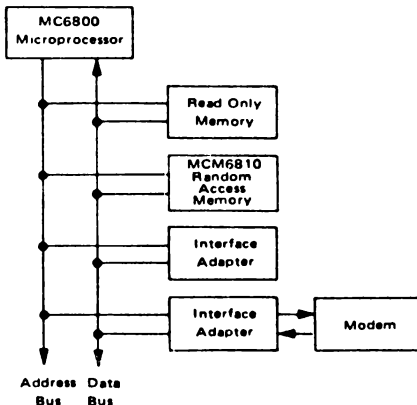 MC6800
Microprocessor
Read Only
Memory
MCM6810
Random
Access
Memory
Interface
Adapter
Interface
Adapter
Modem
Address Data
Bus Bus